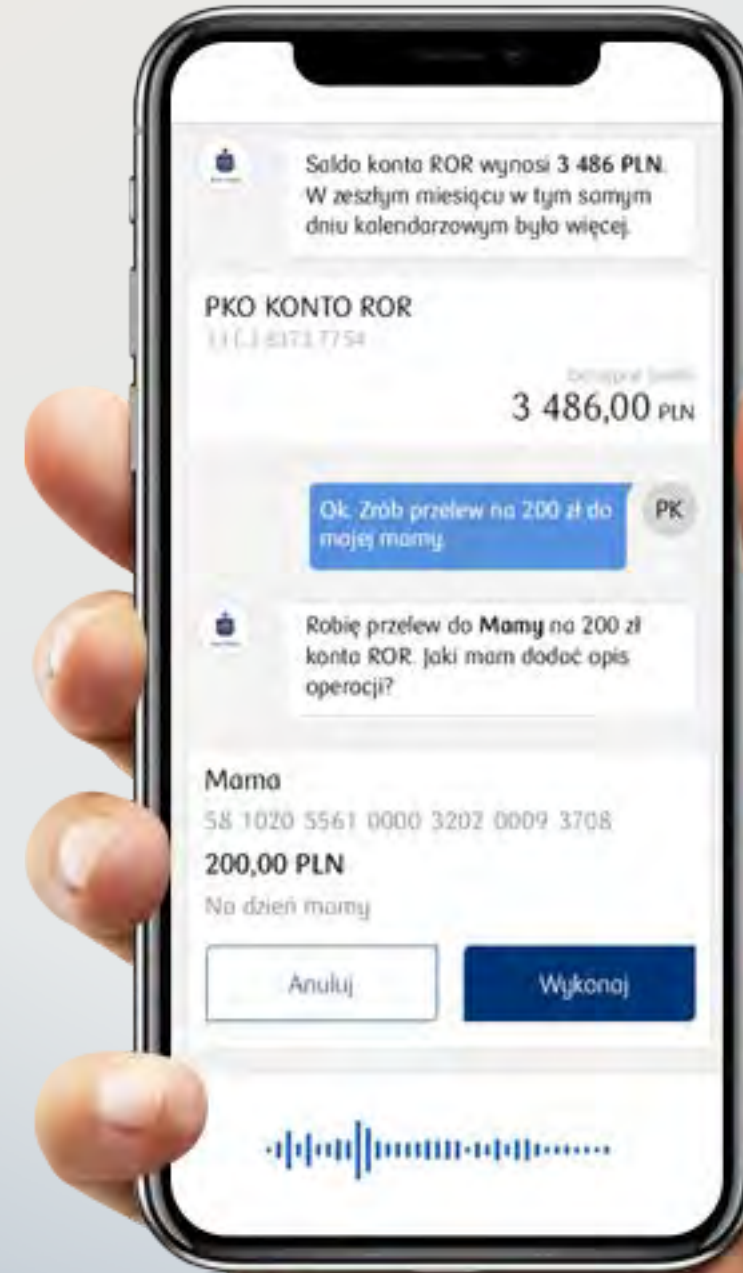 Saldo konta ROR wynosi 3 486 PLN.
W zeszłym miesiącu w tym samym
dniu kalendarzowym było więcej.
PKO KONTO ROR
3 486,00 PLN
Ok. Zrób przelew na 200 zł do
mojej mamy.
PK
Robię przelew do Mamy na 200 zł
konta ROR. Jaki mam dodać opis
operacji?
Mama
58 1020 5561 0000 3202 0009 3708
200,00 PLN
Na dzień mamy
Anuluj
Wykonaj